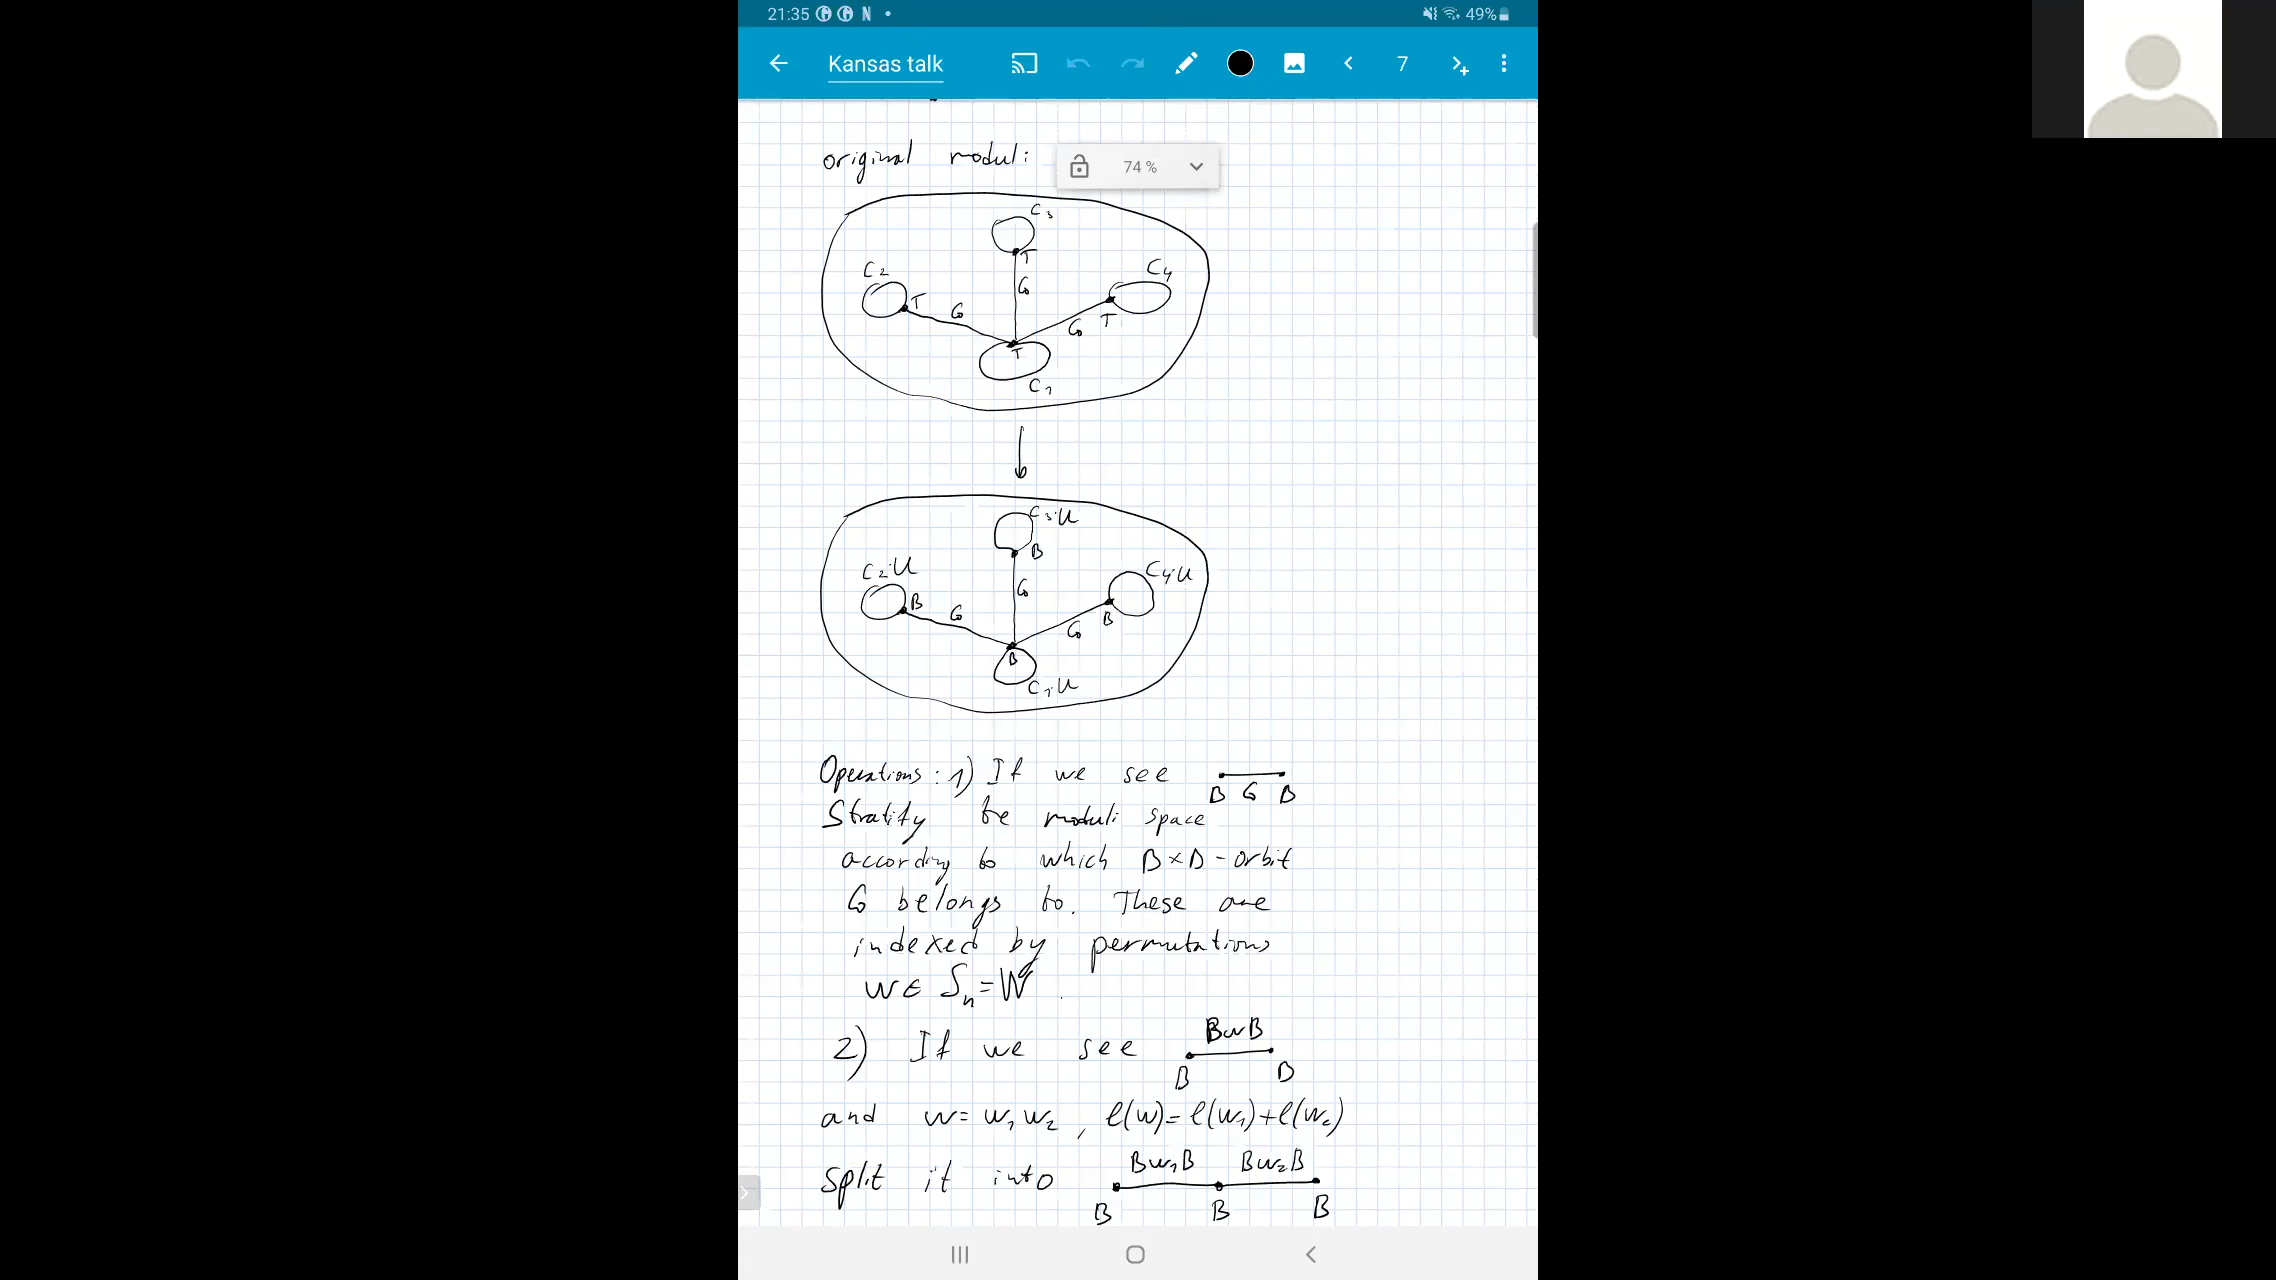 21:35 49%
Kansas talk 7
original moduli
74 %
C3
T
C2 C4
T G G G T
T
C1
C3·U
B
C2·U C4·U
B G G G B
B
C1·U
Operations: 1) If we see B G B
Stratify the moduli space
according to which B×B-orbit
G belongs to. These are
indexed by permutations
w∈ Sn=W.
2) If we see BwB
B B
and w= w1 w2, ℓ(w)=ℓ(w1)+ℓ(w2)
split it into Bw1B Bw2B
B B B